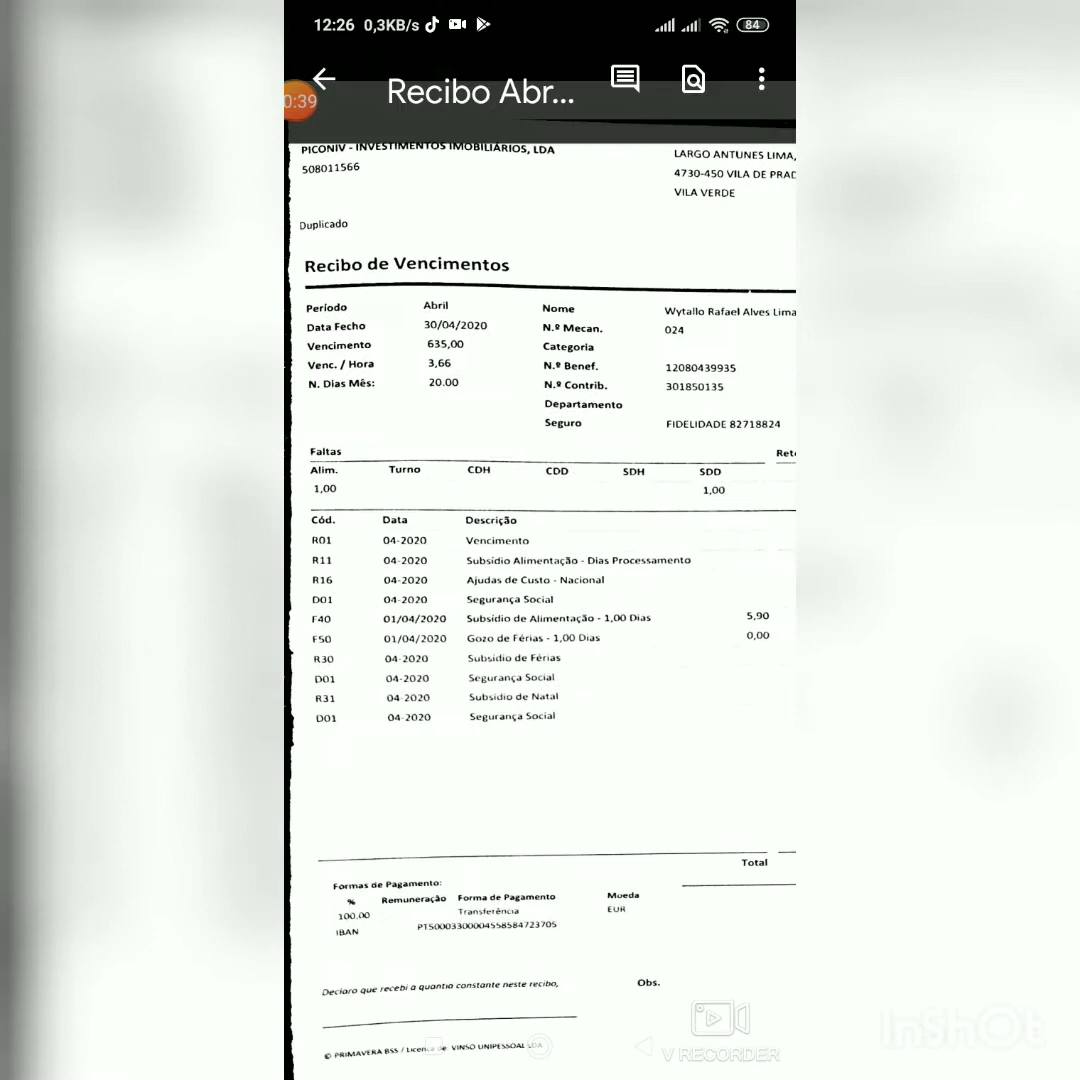 12:26 0,3KB/s 84
0:39
Recibo Abr...
PICONIV - INVESTIMENTOS IMOBILIÁRIOS, LDA
508011566
LARGO ANTUNES LIMA,
4730-450 VILA DE PRAD
VILA VERDE
Duplicado
Recibo de Vencimentos
Período Abril Nome Wytallo Rafael Alves Lima
Data Fecho 30/04/2020 N.º Mecan. 024
Vencimento 635,00 Categoria
Venc. / Hora 3,66 N.º Benef. 12080439935
N. Dias Mês: 20.00 N.º Contrib. 301850135
Departamento
Seguro FIDELIDADE 82718824
Faltas Rete
Alim. Turno CDH CDD SDH SDD
1,00 1,00
Cód. Data Descrição
R01 04-2020 Vencimento
R11 04-2020 Subsídio Alimentação - Dias Processamento
R16 04-2020 Ajudas de Custo - Nacional
D01 04-2020 Segurança Social
F40 01/04/2020 Subsídio de Alimentação - 1,00 Dias 5,90
F50 01/04/2020 Gozo de Férias - 1,00 Dias 0,00
R30 04-2020 Subsídio de Férias
D01 04-2020 Segurança Social
R31 04-2020 Subsídio de Natal
D01 04-2020 Segurança Social
Total
Formas de Pagamento:
% Remuneração Forma de Pagamento Moeda
100,00 Transferência EUR
IBAN PT50003300004558584723705
Declaro que recebi a quantia constante neste recibo,
Obs.
© PRIMAVERA BSS / Licença de: VINSO UNIPESSOAL LDA
V RECORDER
InShOt